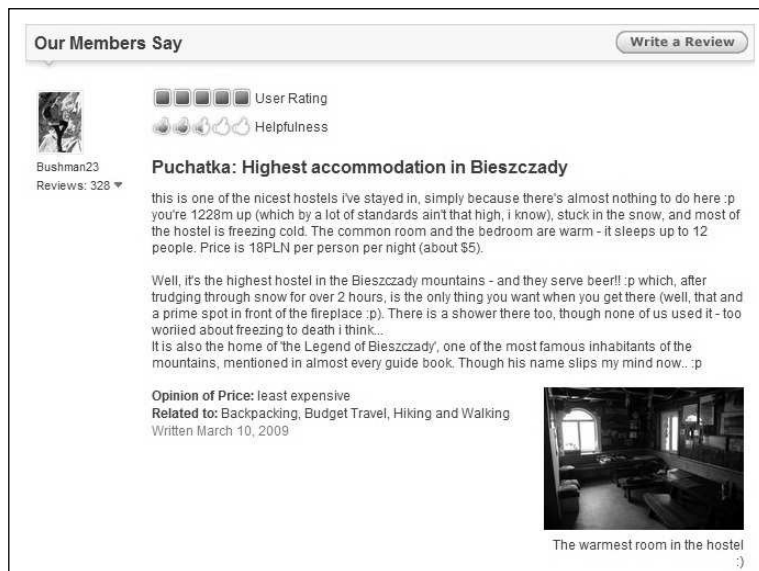 Our Members Say
Write a Review
User Rating
Helpfulness
Bushman23
Reviews: 328
Puchatka: Highest accommodation in Bieszczady
this is one of the nicest hostels i've stayed in, simply because there's almost nothing to do here :p
you're 1228m up (which by a lot of standards ain't that high, i know), stuck in the snow, and most of
the hostel is freezing cold. The common room and the bedroom are warm - it sleeps up to 12
people. Price is 18PLN per person per night (about $5).
Well, it's the highest hostel in the Bieszczady mountains - and they serve beer!! :p which, after
trudging through snow for over 2 hours, is the only thing you want when you get there (well, that and
a prime spot in front of the fireplace :p). There is a shower there too, though none of us used it - too
woriied about freezing to death i think...
It is also the home of 'the Legend of Bieszczady', one of the most famous inhabitants of the
mountains, mentioned in almost every guide book. Though his name slips my mind now.. :p
Opinion of Price: least expensive
Related to: Backpacking, Budget Travel, Hiking and Walking
Written March 10, 2009
The warmest room in the hostel
:)